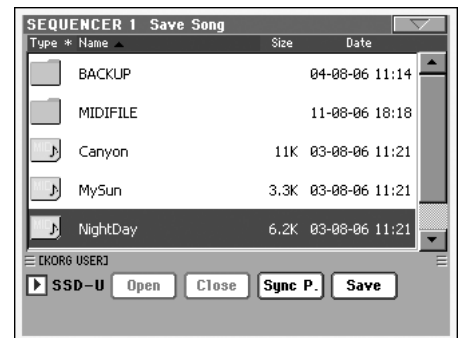 SEQUENCER 1 Save Song
Type * Name Size Date
BACKUP 04-08-06 11:14
MIDIFILE 11-08-06 18:18
Canyon 11K 03-08-06 11:21
MySun 3.3K 03-08-06 11:21
NightDay 6.2K 03-08-06 11:21
[KORG USER]
SSD-U Open Close Sync P. Save